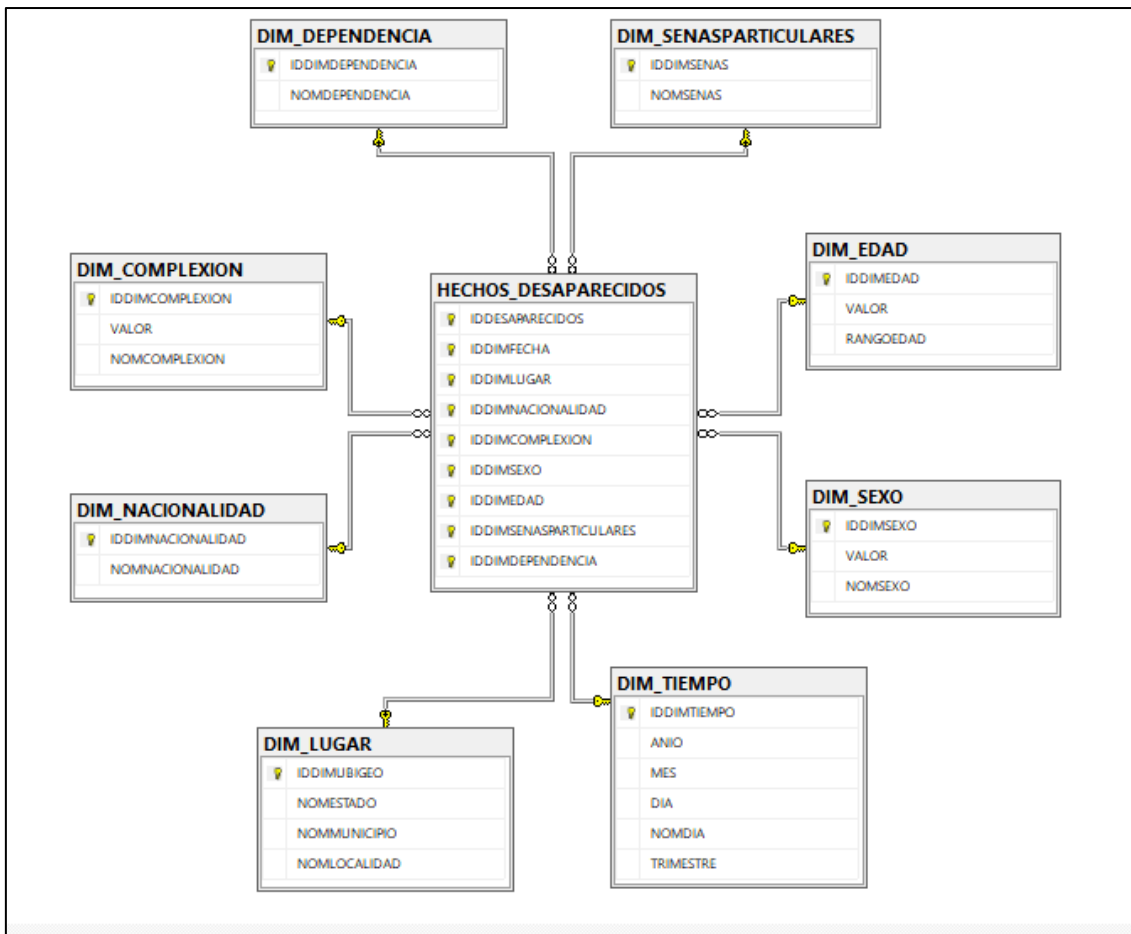 DIM_DEPENDENCIA
IDDIMDEPENDENCIA
NOMDEPENDENCIA
DIM_SENASPARTICULARES
IDDIMSENAS
NOMSENAS
DIM_COMPLEXION
IDDIMCOMPLEXION
VALOR
NOMCOMPLEXION
HECHOS_DESAPARECIDOS
IDDESAPARECIDOS
IDDIMFECHA
IDDIMLUGAR
IDDIMNACIONALIDAD
IDDIMCOMPLEXION
IDDIMSEXO
IDDIMEDAD
IDDIMSENASPARTICULARES
IDDIMDEPENDENCIA
DIM_EDAD
IDDIMEDAD
VALOR
RANGOEDAD
DIM_NACIONALIDAD
IDDIMNACIONALIDAD
NOMNACIONALIDAD
DIM_SEXO
IDDIMSEXO
VALOR
NOMSEXO
DIM_LUGAR
IDDIMUBIGEO
NOMESTADO
NOMMUNICIPIO
NOMLOCALIDAD
DIM_TIEMPO
IDDIMTIEMPO
ANIO
MES
DIA
NOMDIA
TRIMESTRE